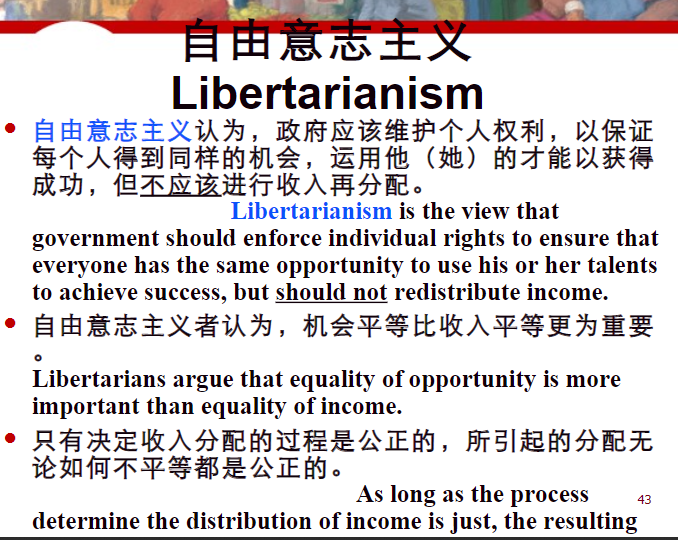 自由意志主义
Libertarianism
自由意志主义认为，政府应该维护个人权利，以保证
每个人得到同样的机会，运用他（她）的才能以获得
成功，但不应该进行收入再分配。
Libertarianism is the view that
government should enforce individual rights to ensure that
everyone has the same opportunity to use his or her talents
to achieve success, but should not redistribute income.
自由意志主义者认为，机会平等比收入平等更为重要
。
Libertarians argue that equality of opportunity is more
important than equality of income.
只有决定收入分配的过程是公正的，所引起的分配无
论如何不平等都是公正的。
As long as the process
43
determine the distribution of income is just, the resulting